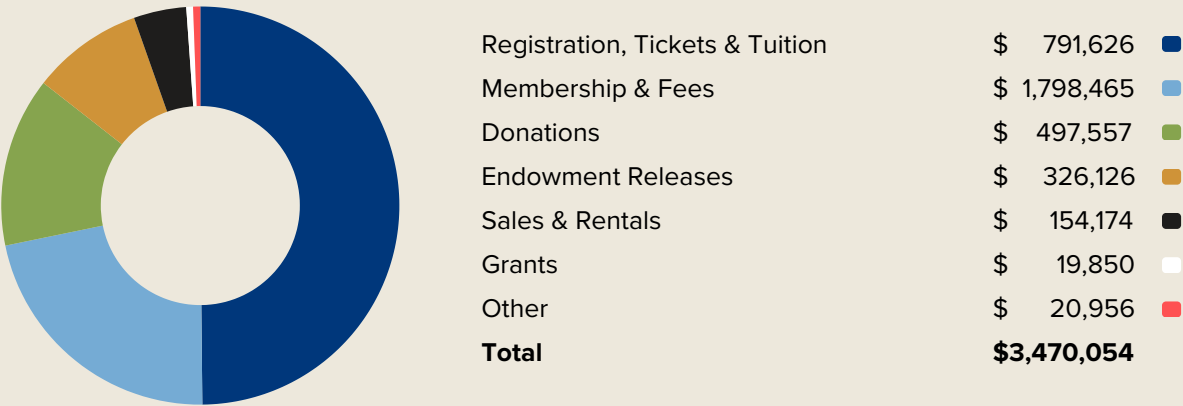 Registration, Tickets & Tuition $ 791,626
Membership & Fees $ 1,798,465
Donations $ 497,557
Endowment Releases $ 326,126
Sales & Rentals $ 154,174
Grants $ 19,850
Other $ 20,956
Total $3,470,054